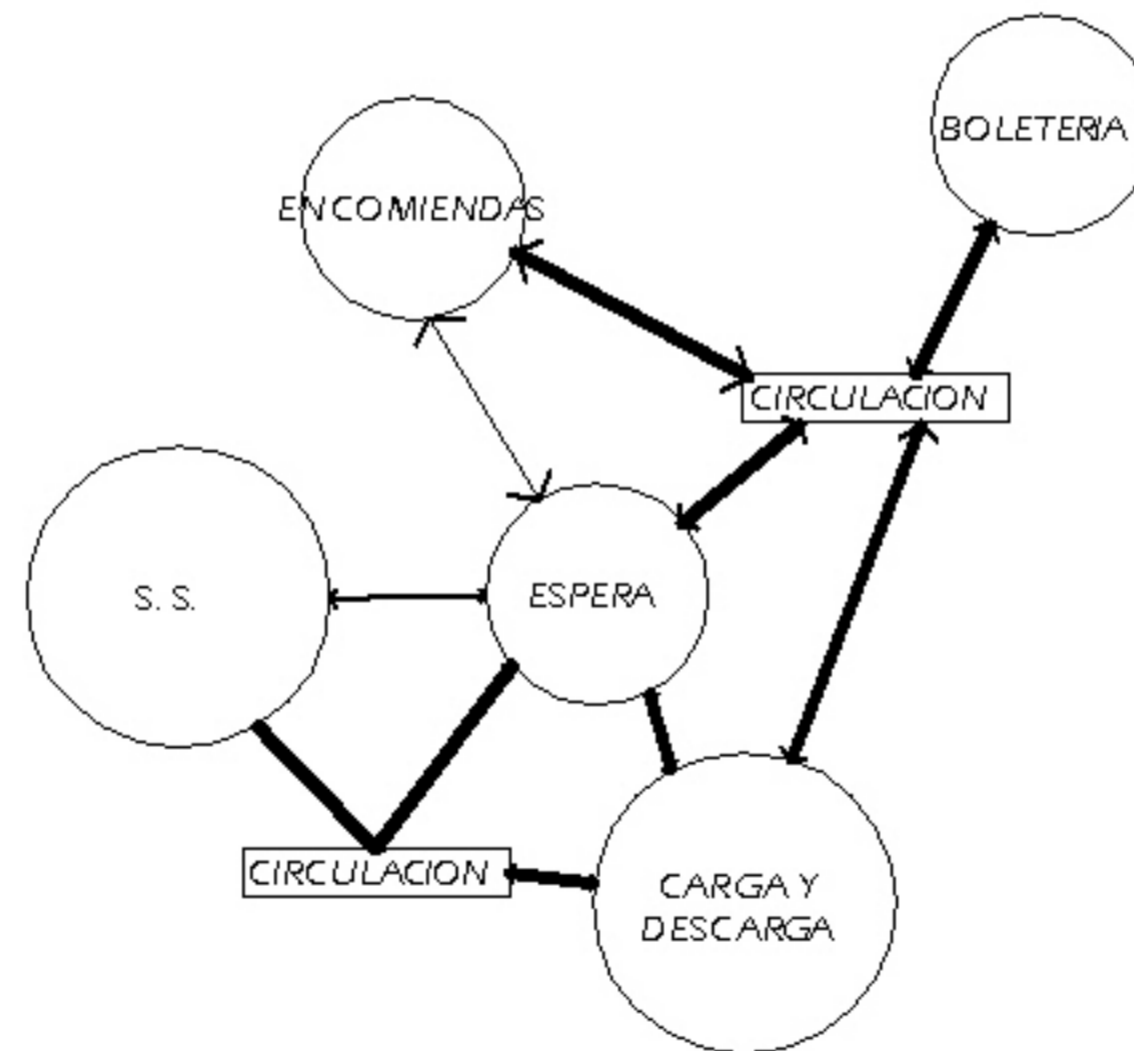 BOLETERIA
ENCOMIENDAS
CIRCULACION
S. S.
ESPERA
CIRCULACION
CARGA Y
DESCARGA